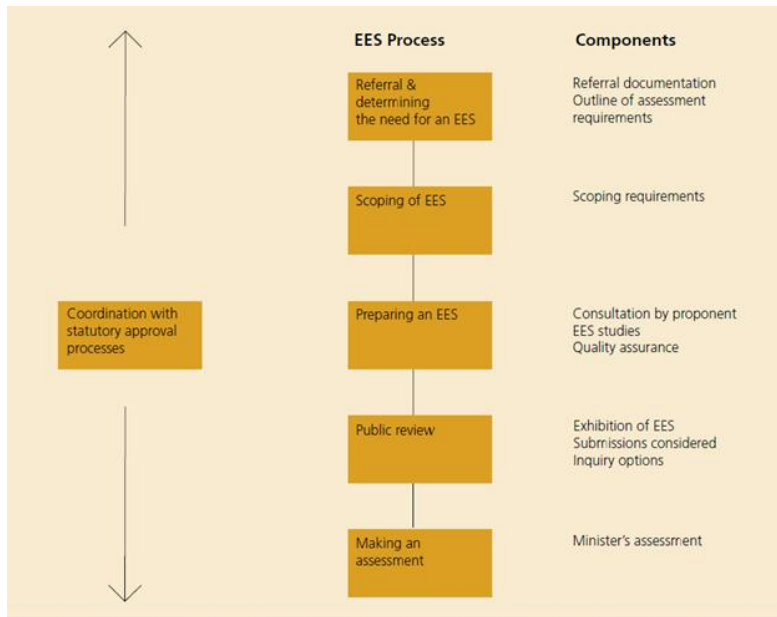 EES Process
Components
Referral &
determining
the need for an EES
Referral documentation
Outline of assessment
requirements
Scoping of EES
Scoping requirements
Coordination with
statutory approval
processes
Preparing an EES
Consultation by proponent
EES studies
Quality assurance
Public review
Exhibition of EES
Submissions considered
Inquiry options
Making an
assessment
Minister's assessment